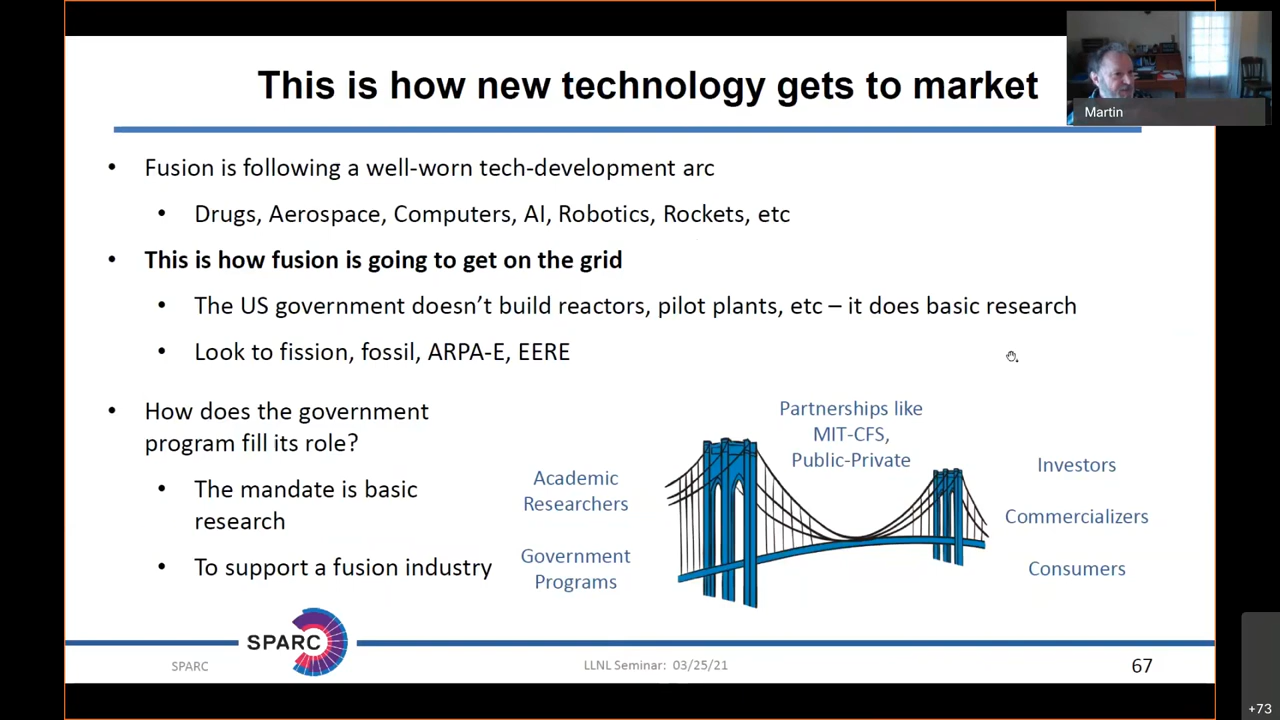 This is how new technology gets to market
Martin
• Fusion is following a well-worn tech-development arc
• Drugs, Aerospace, Computers, AI, Robotics, Rockets, etc
• This is how fusion is going to get on the grid
• The US government doesn’t build reactors, pilot plants, etc – it does basic research
• Look to fission, fossil, ARPA-E, EERE
• How does the government
program fill its role?
• The mandate is basic
research
• To support a fusion industry
Academic
Researchers
Government
Programs
Partnerships like
MIT-CFS,
Public-Private
Investors
Commercializers
Consumers
SPARC
SPARC
LLNL Seminar: 03/25/21
67
+73